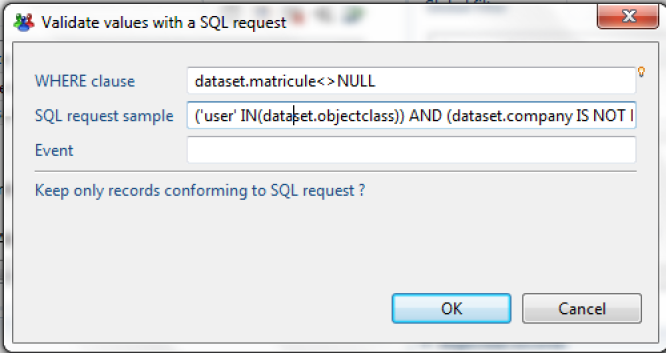 Validate values with a SQL request
WHERE clause
dataset.matricule<>NULL
SQL request sample
('user' IN(dataset.objectclass)) AND (dataset.company IS NOT
Event
Keep only records conforming to SQL request ?
OK
Cancel